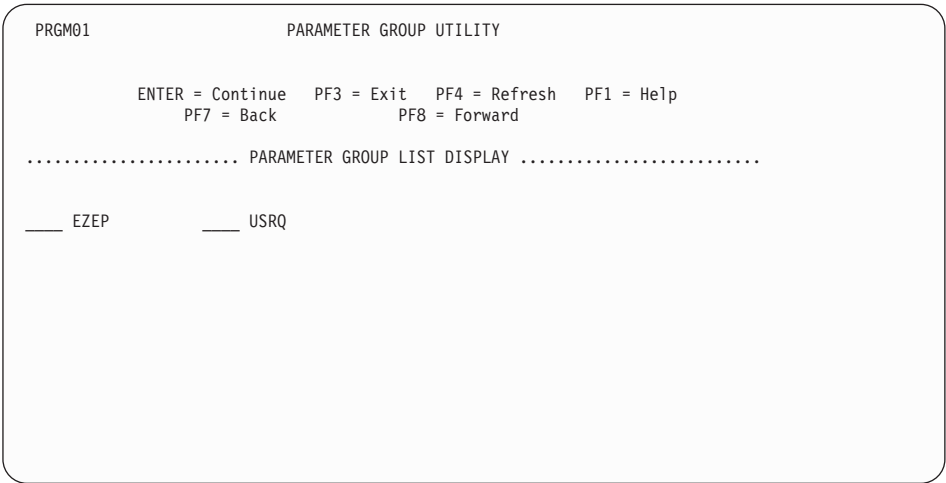 PRGM01 PARAMETER GROUP UTILITY
ENTER = Continue PF3 = Exit PF4 = Refresh PF1 = Help
PF7 = Back PF8 = Forward
....................... PARAMETER GROUP LIST DISPLAY ..........................
____ EZEP ____ USRQ